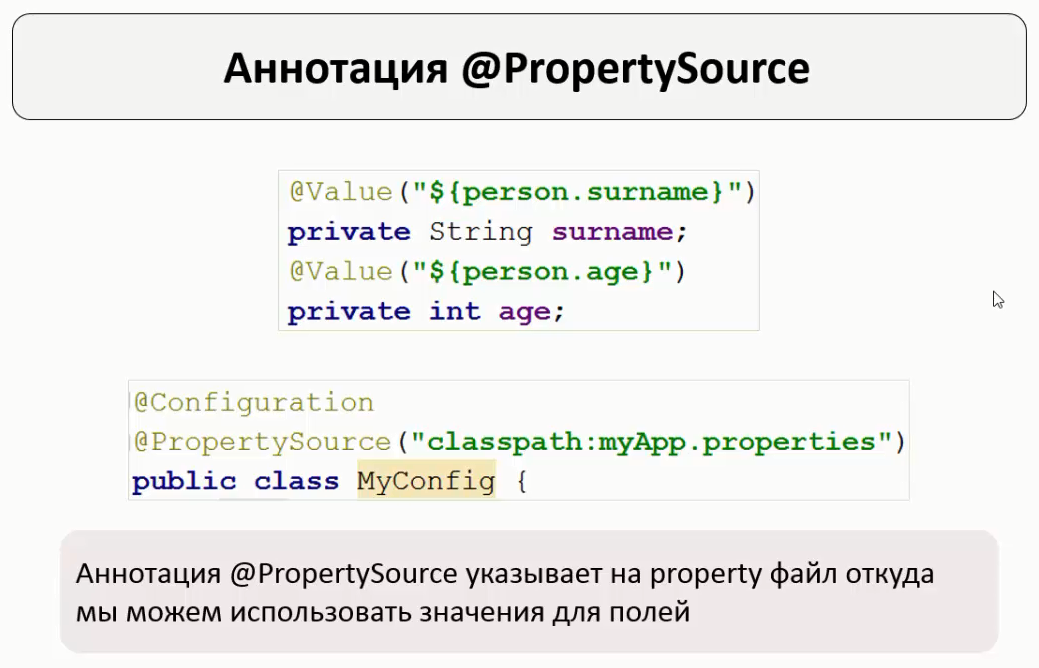 Аннотация @PropertySource
@Value("${person.surname}")
private String surname;
@Value("${person.age}")
private int age;
@Configuration
@PropertySource("classpath:myApp.properties")
public class MyConfig {
Аннотация @PropertySource указывает на property файл откуда
мы можем использовать значения для полей